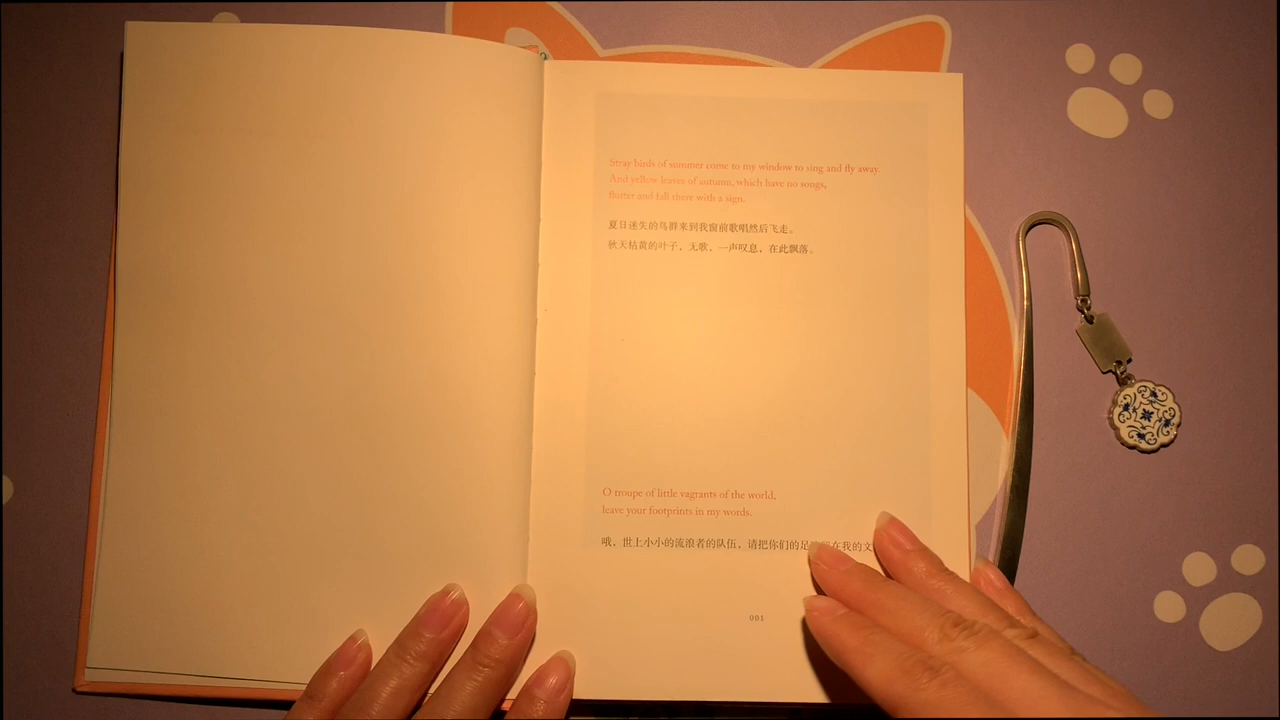 Stray birds of summer come to my window to sing and fly away.
And yellow leaves of autumn, which have no songs,
flutter and fall there with a sign.
夏日迷失的鸟群来到我窗前歌唱然后飞走。
秋天枯黄的叶子，无歌，一声叹息，在此飘落。
O troupe of little vagrants of the world,
leave your footprints in my words.
哦，世上小小的流浪者的队伍，请把你们的足 在我的文
001